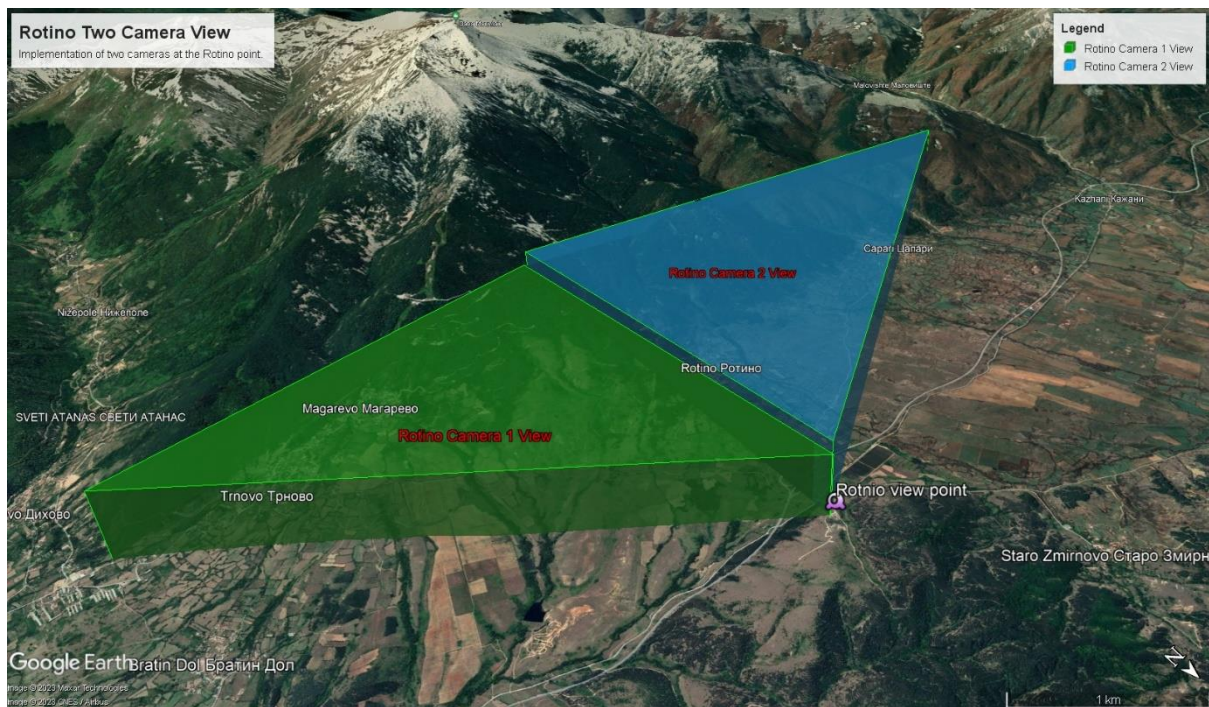 Rotino Two Camera View
Implementation of two cameras at the Rotino point.
Legend
Rotino Camera 1 View
Rotino Camera 2 View
Malovishte Маловиште
Kazhani Кажани
Capari Цапари
Rotino Camera 2 View
Nizepole Нижеполе
Rotino Ротино
Magarevo Магарево
SVETI ATANAS СВЕТИ АТАНАС
Rotino Camera 1 View
Trnovo Трново
Rotnio view point
vo Дихово
Staro Zmirnovo Старо Змирн
Google Earth
Bratin Dol Братин Дол
N
Image © 2023 Maxar Technologies
Image © 2023 CNES / Airbus
1 km